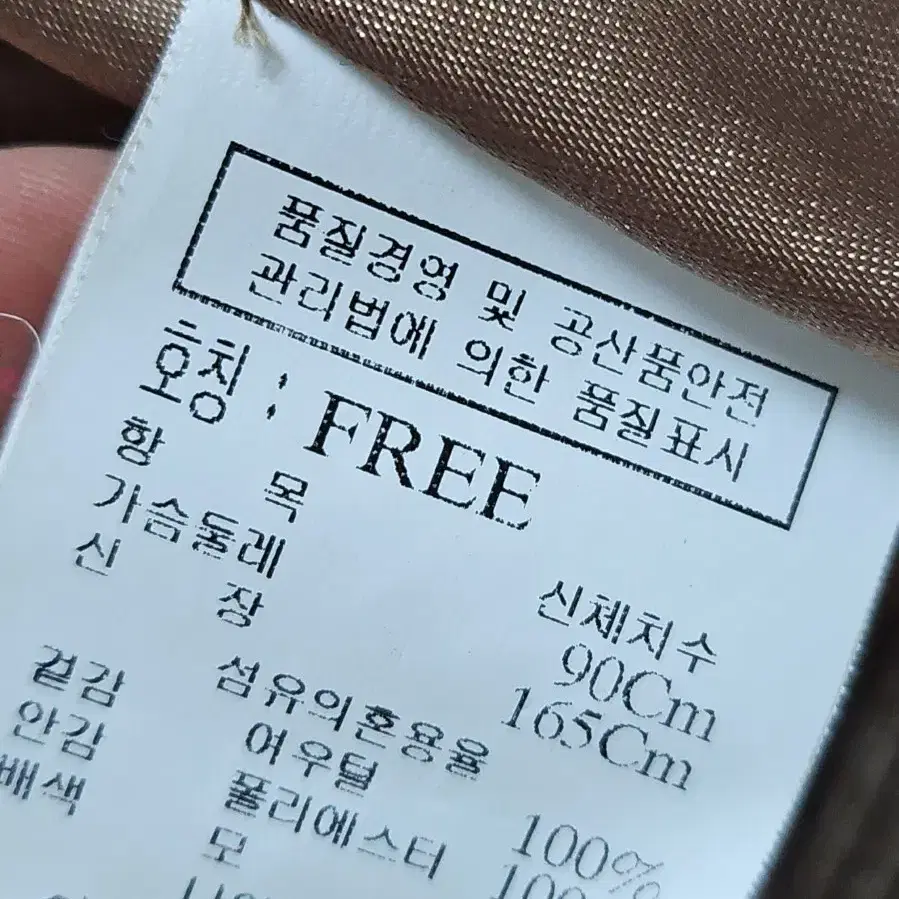 품질경영 및 공산품안전
관리법에 의한 품질표시
호칭 : FREE
항 목 신체치수
가슴둘레 90Cm
신 장 165Cm
섬유의혼용율
겉감 여우털 100%
안감 폴리에스터 100
배색 모